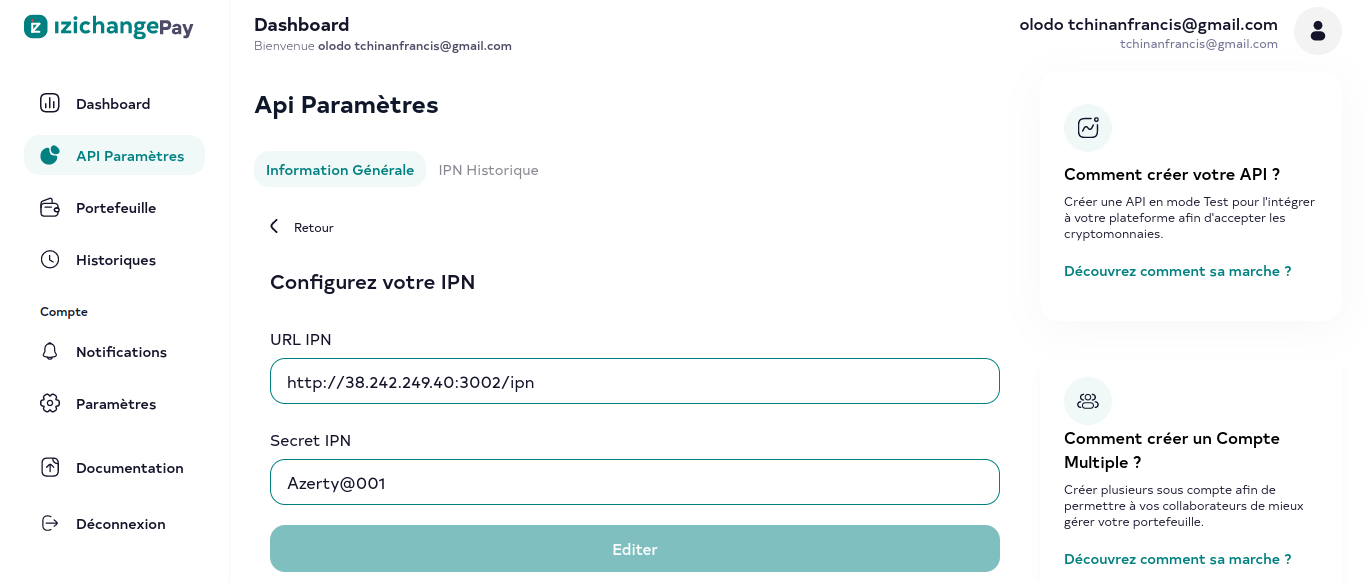 ızichangePay
Dashboard
API Paramètres
Portefeuille
Historiques
Compte
Notifications
Paramètres
Documentation
Déconnexion
Dashboard
Bienvenue olodo tchinanfrancis@gmail.com
olodo tchinanfrancis@gmail.com
tchinanfrancis@gmail.com
Api Paramètres
Information Générale
IPN Historique
Retour
Configurez votre IPN
URL IPN
http://38.242.249.40:3002/ipn
Secret IPN
Azerty@001
Editer
Comment créer votre API ?
Créer une API en mode Test pour l'intégrer
à votre plateforme afin d'accepter les
cryptomonnaies.
Découvrez comment sa marche ?
Comment créer un Compte
Multiple ?
Créer plusieurs sous compte afin de
permettre à vos collaborateurs de mieux
gérer votre portefeuille.
Découvrez comment sa marche ?